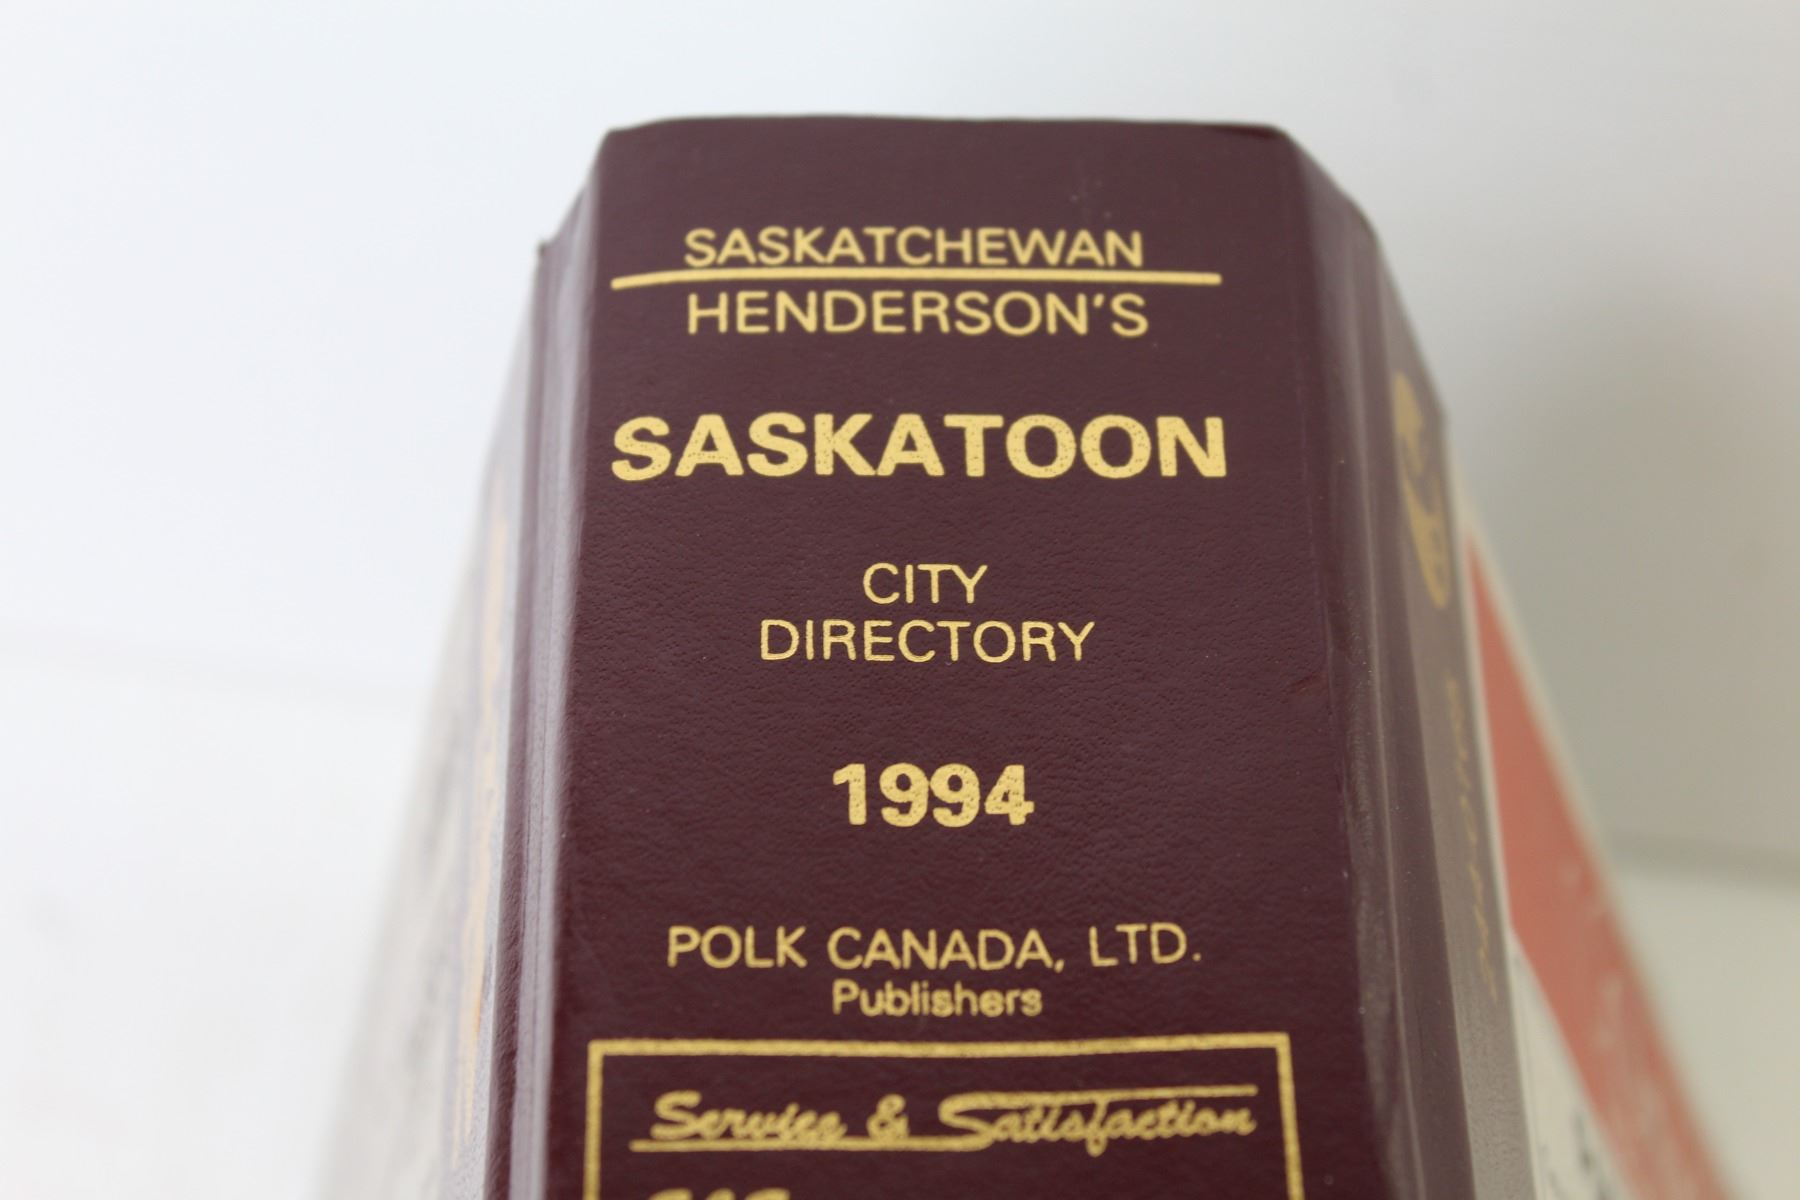 SASKATCHEWAN
HENDERSON'S
SASKATOON
CITY
DIRECTORY
1994
POLK CANADA, LTD.
Publishers
Service & Satisfaction